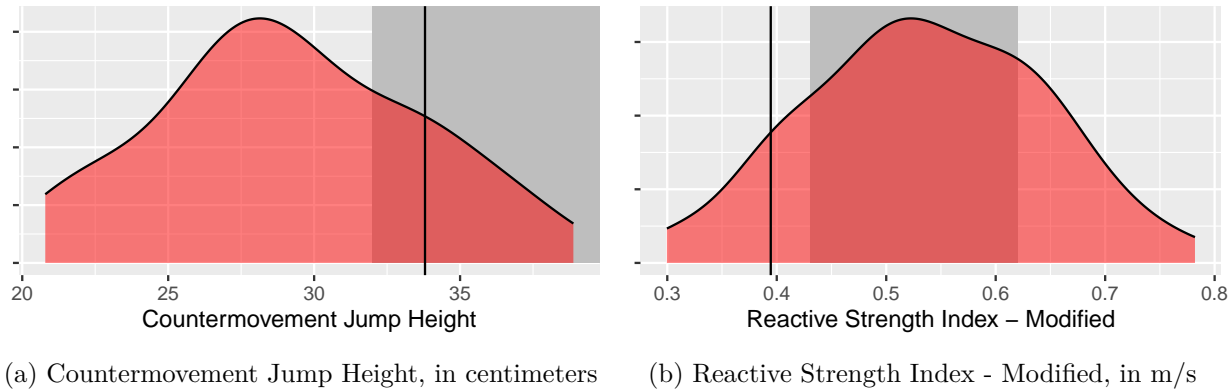 20 25 30 35
Countermovement Jump Height
(a) Countermovement Jump Height, in centimeters
0.3 0.4 0.5 0.6 0.7 0.8
Reactive Strength Index − Modified
(b) Reactive Strength Index - Modified, in m/s